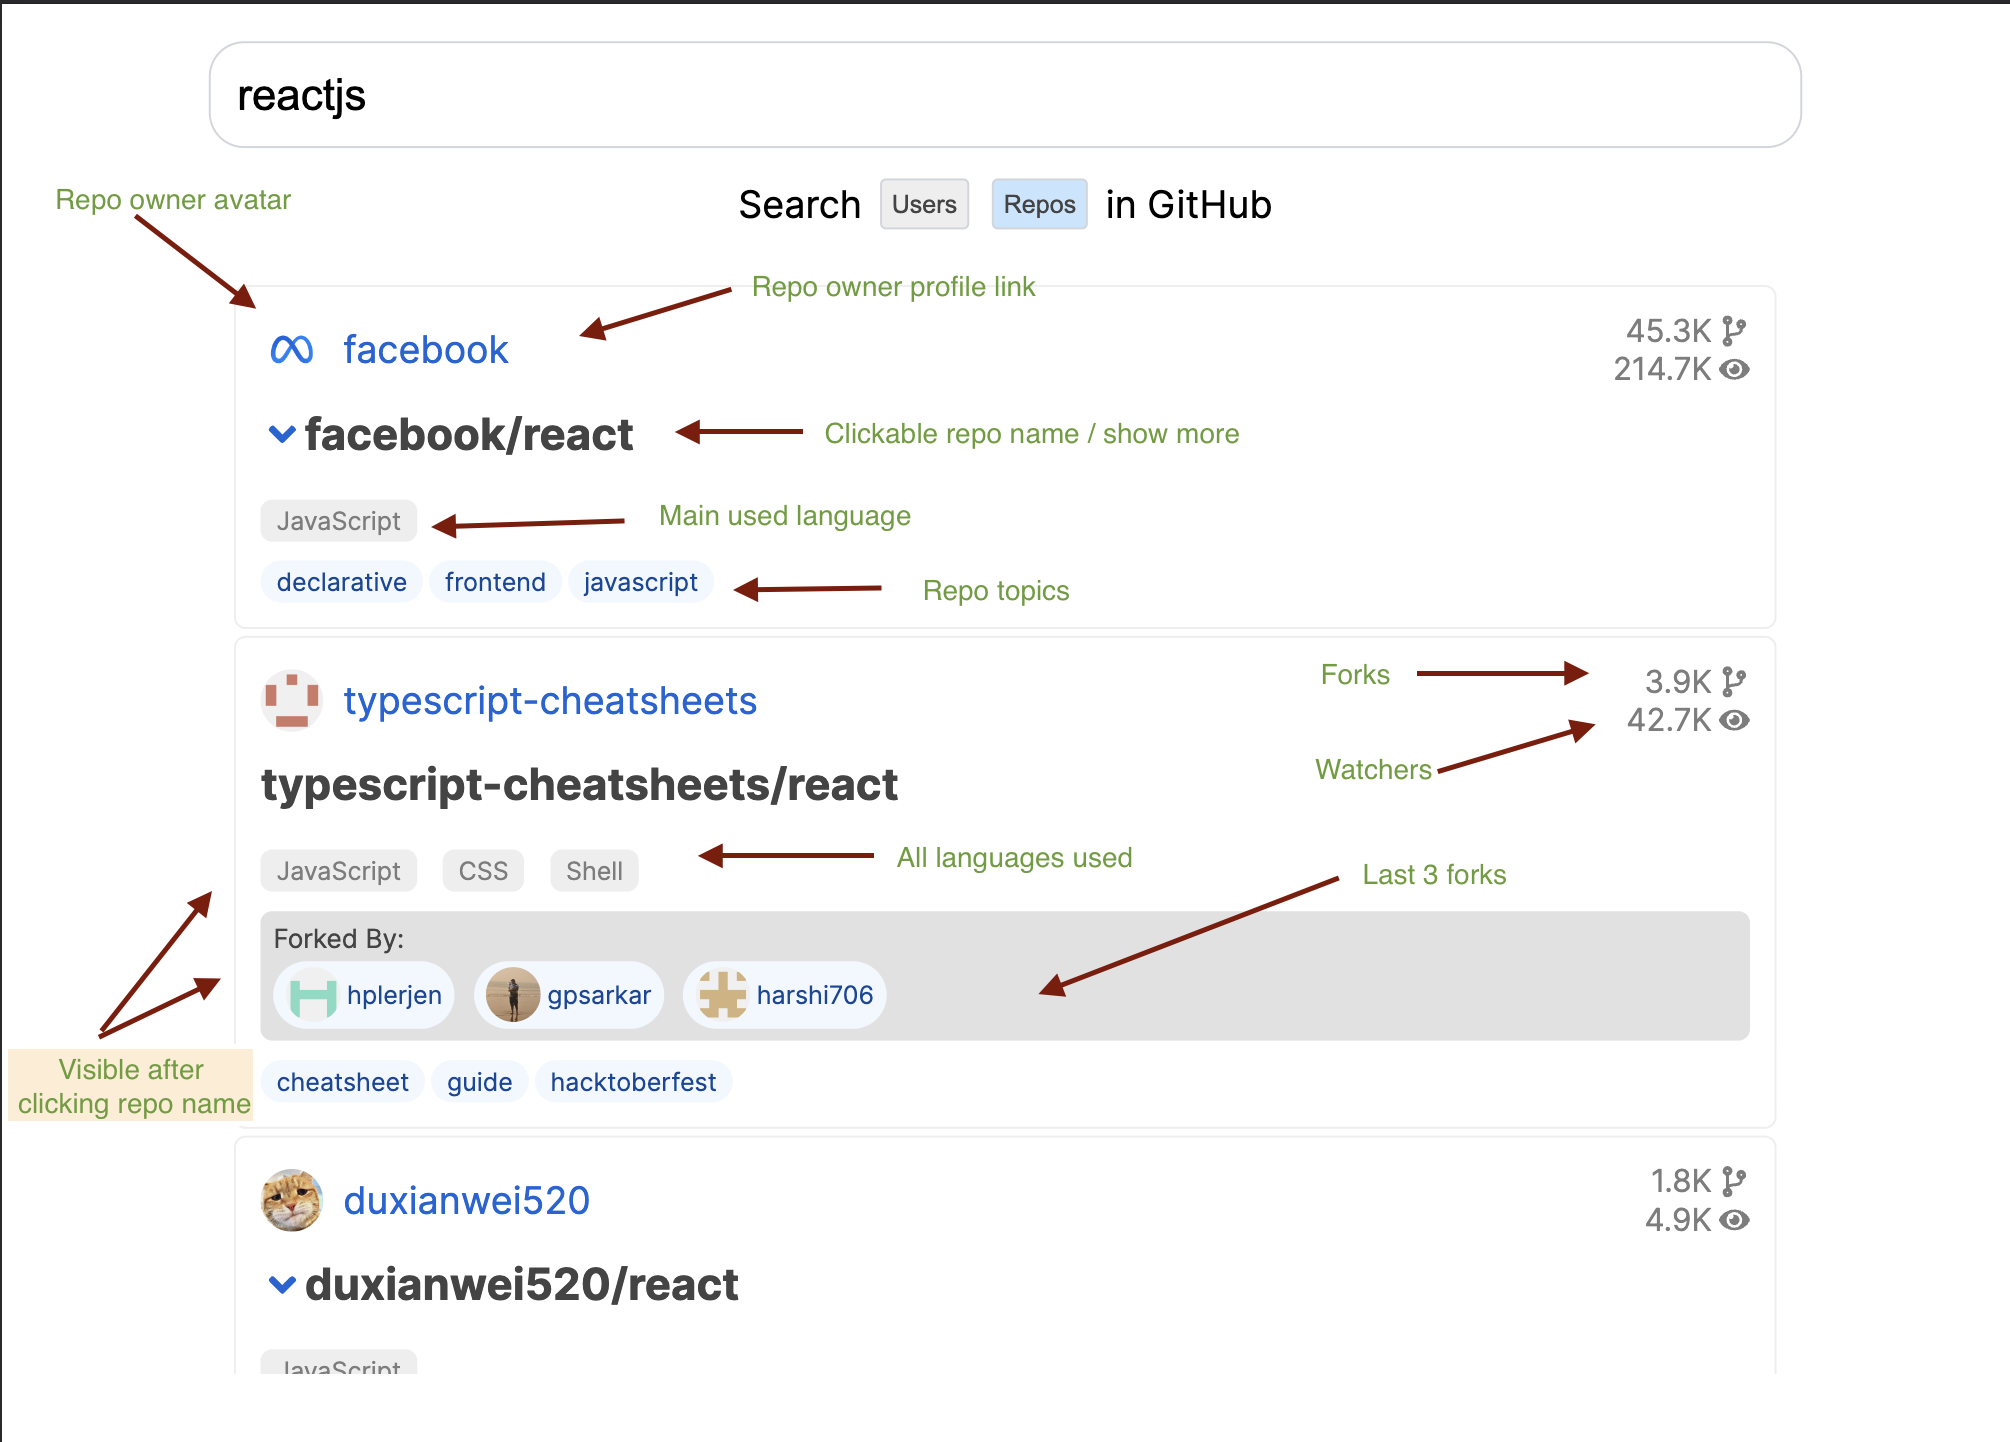 reactjs
Repo owner avatar
Search Users Repos in GitHub
Repo owner profile link
facebook
45.3K
214.7K
facebook/react
Clickable repo name / show more
JavaScript
Main used language
declarative frontend javascript
Repo topics
typescript-cheatsheets
Forks
3.9K
42.7K
Watchers
typescript-cheatsheets/react
JavaScript CSS Shell
All languages used
Last 3 forks
Forked By:
hplerjen gpsarkar harshi706
Visible after
clicking repo name
cheatsheet guide hacktoberfest
duxianwei520
1.8K
4.9K
duxianwei520/react
JavaScript